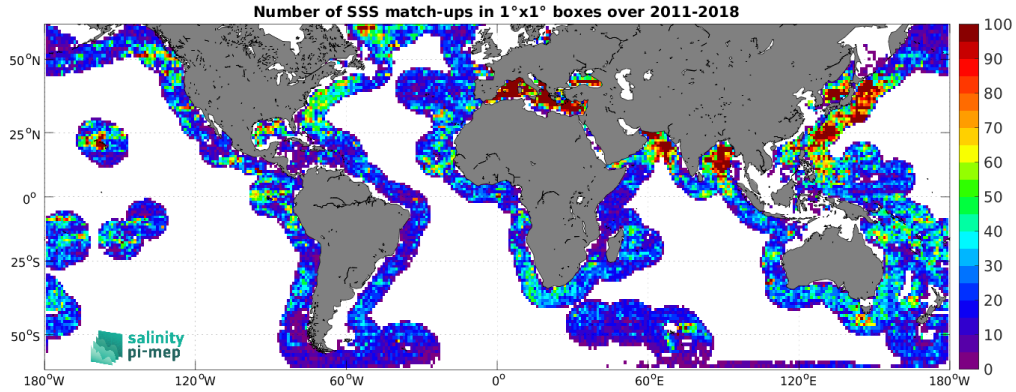 Number of SSS match-ups in 1°x1° boxes over 2011-2018
50°N
25°N
0°
25°S
50°S
180°W 120°W 60°W 0° 60°E 120°E 180°W
100
90
80
70
60
50
40
30
20
10
0
salinity
pi-mep